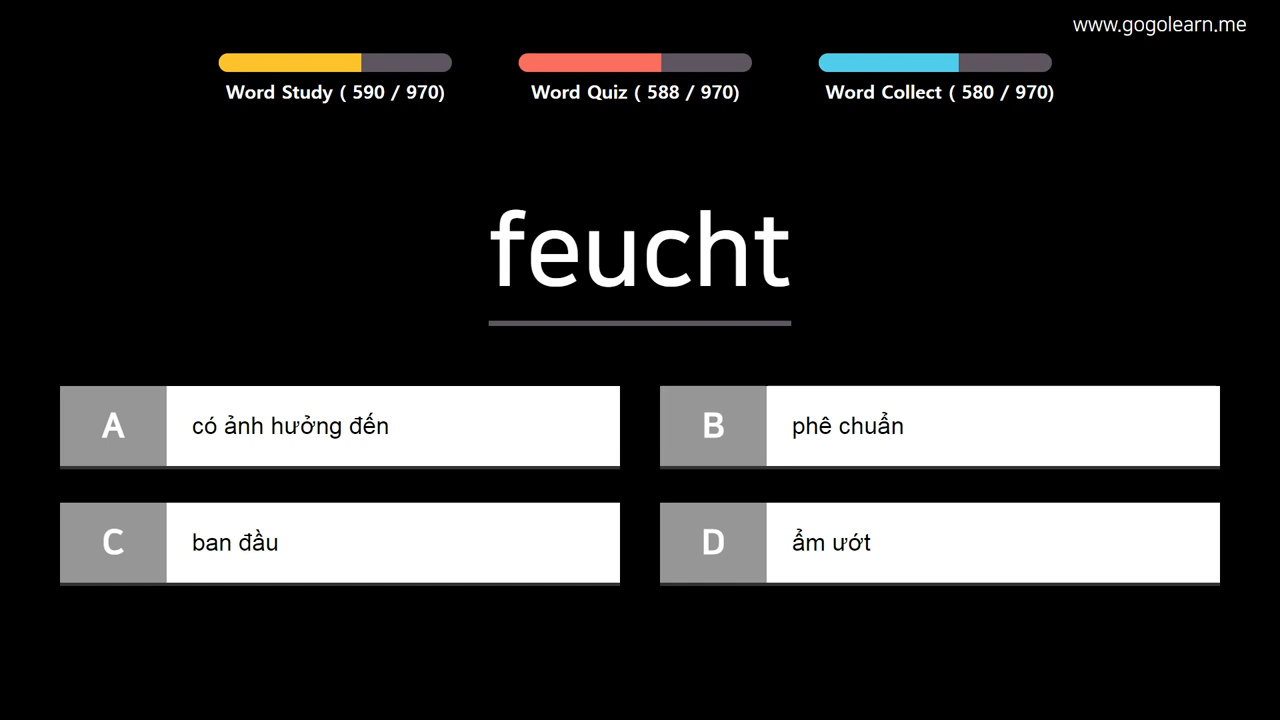 www.gogolearn.me
Word Study ( 590 / 970)
Word Quiz ( 588 / 970)
Word Collect ( 580 / 970)
feucht
A
có ảnh hưởng đến
B
phê chuẩn
C
ban đầu
D
ẩm ướt